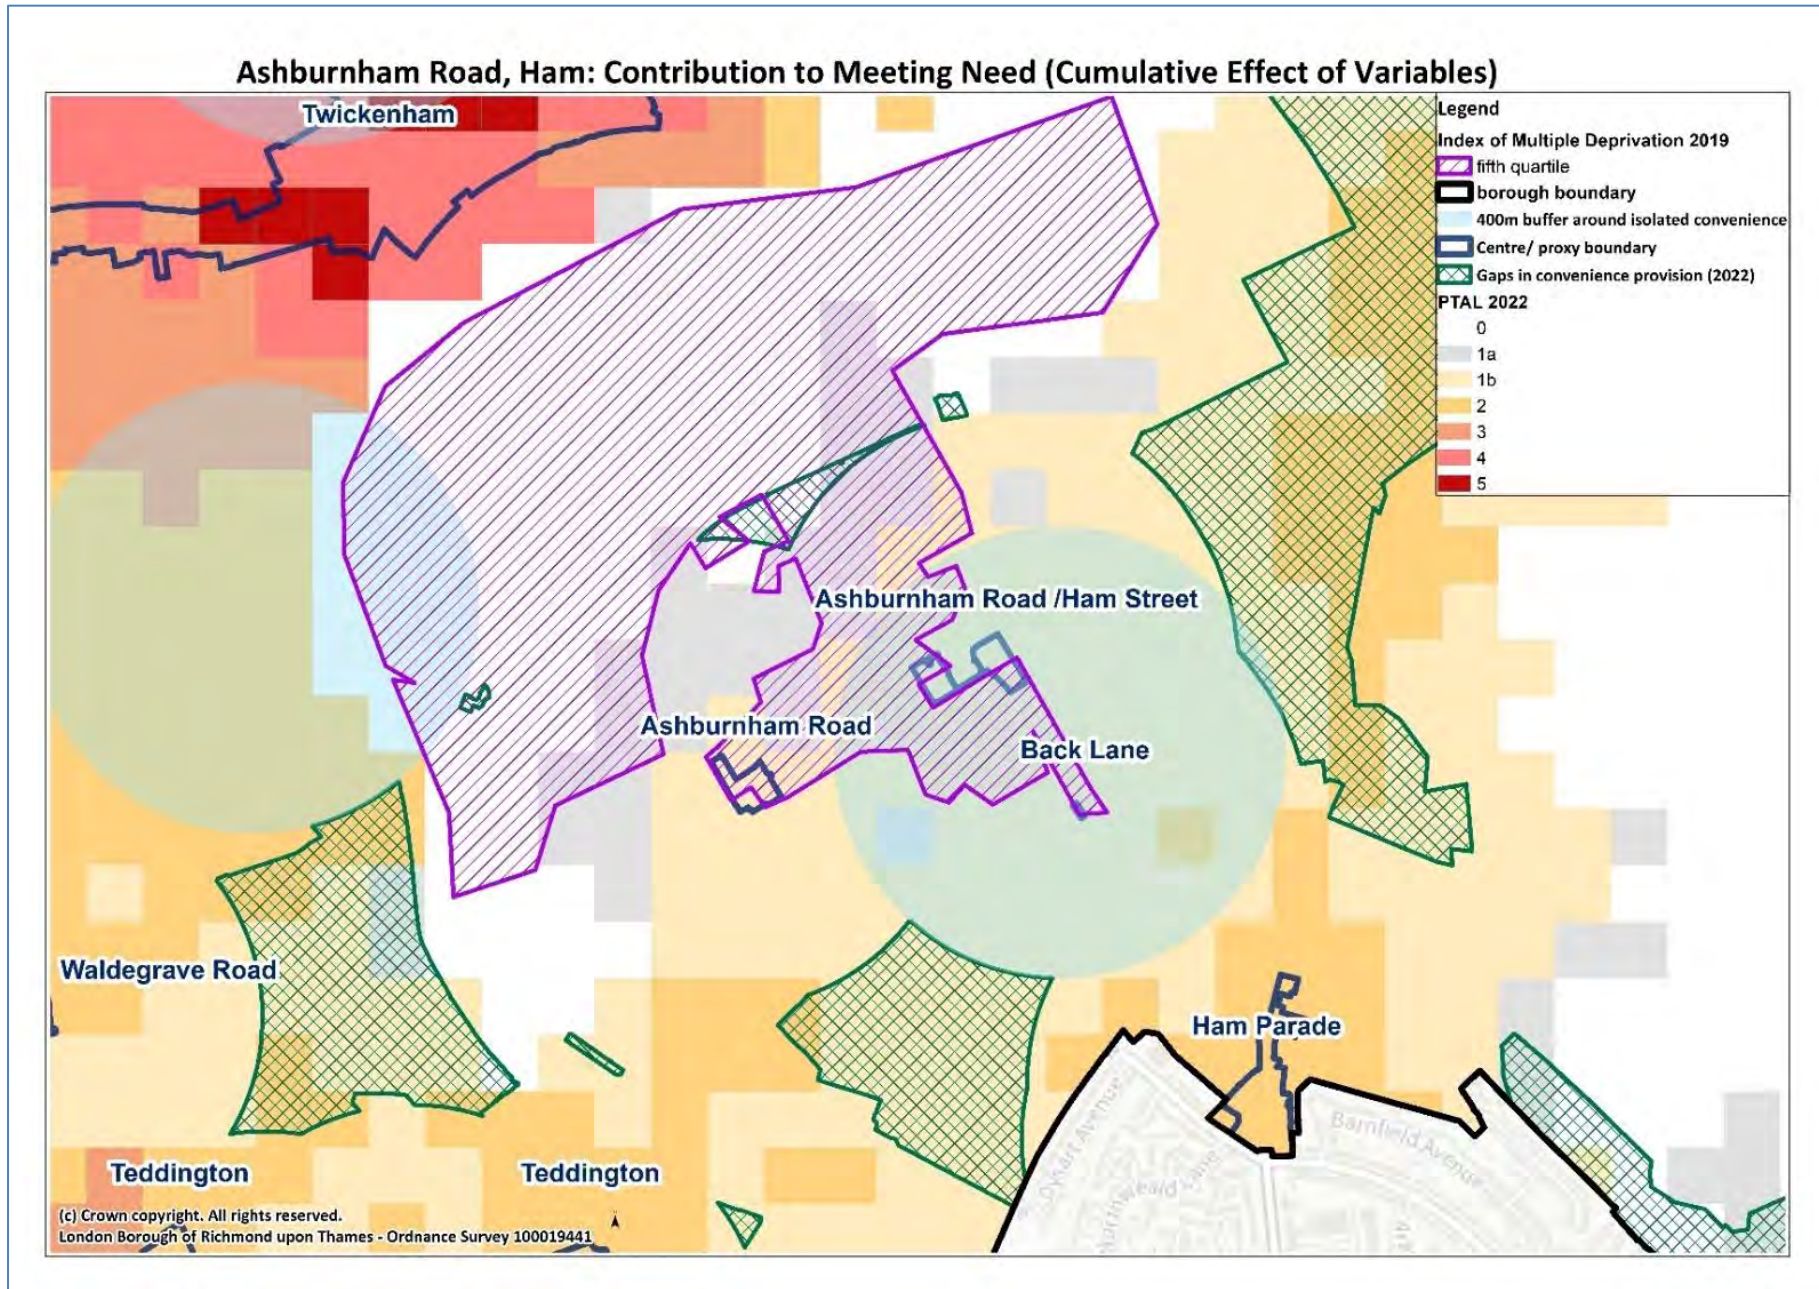 Ashburnham Road, Ham: Contribution to Meeting Need (Cumulative Effect of Variables)
Twickenham
Legend
Index of Multiple Deprivation 2019
fifth quartile
borough boundary
400m buffer around isolated convenience
Centre/ proxy boundary
Gaps in convenience provision (2022)
PTAL 2022
0
1a
1b
2
3
4
5
Ashburnham Road /Ham Street
Ashburnham Road
Back Lane
Waldegrave Road
Ham Parade
Barnfield Avenue
Teddington
Teddington
(c) Crown copyright. All rights reserved.
London Borough of Richmond upon Thames - Ordnance Survey 100019441